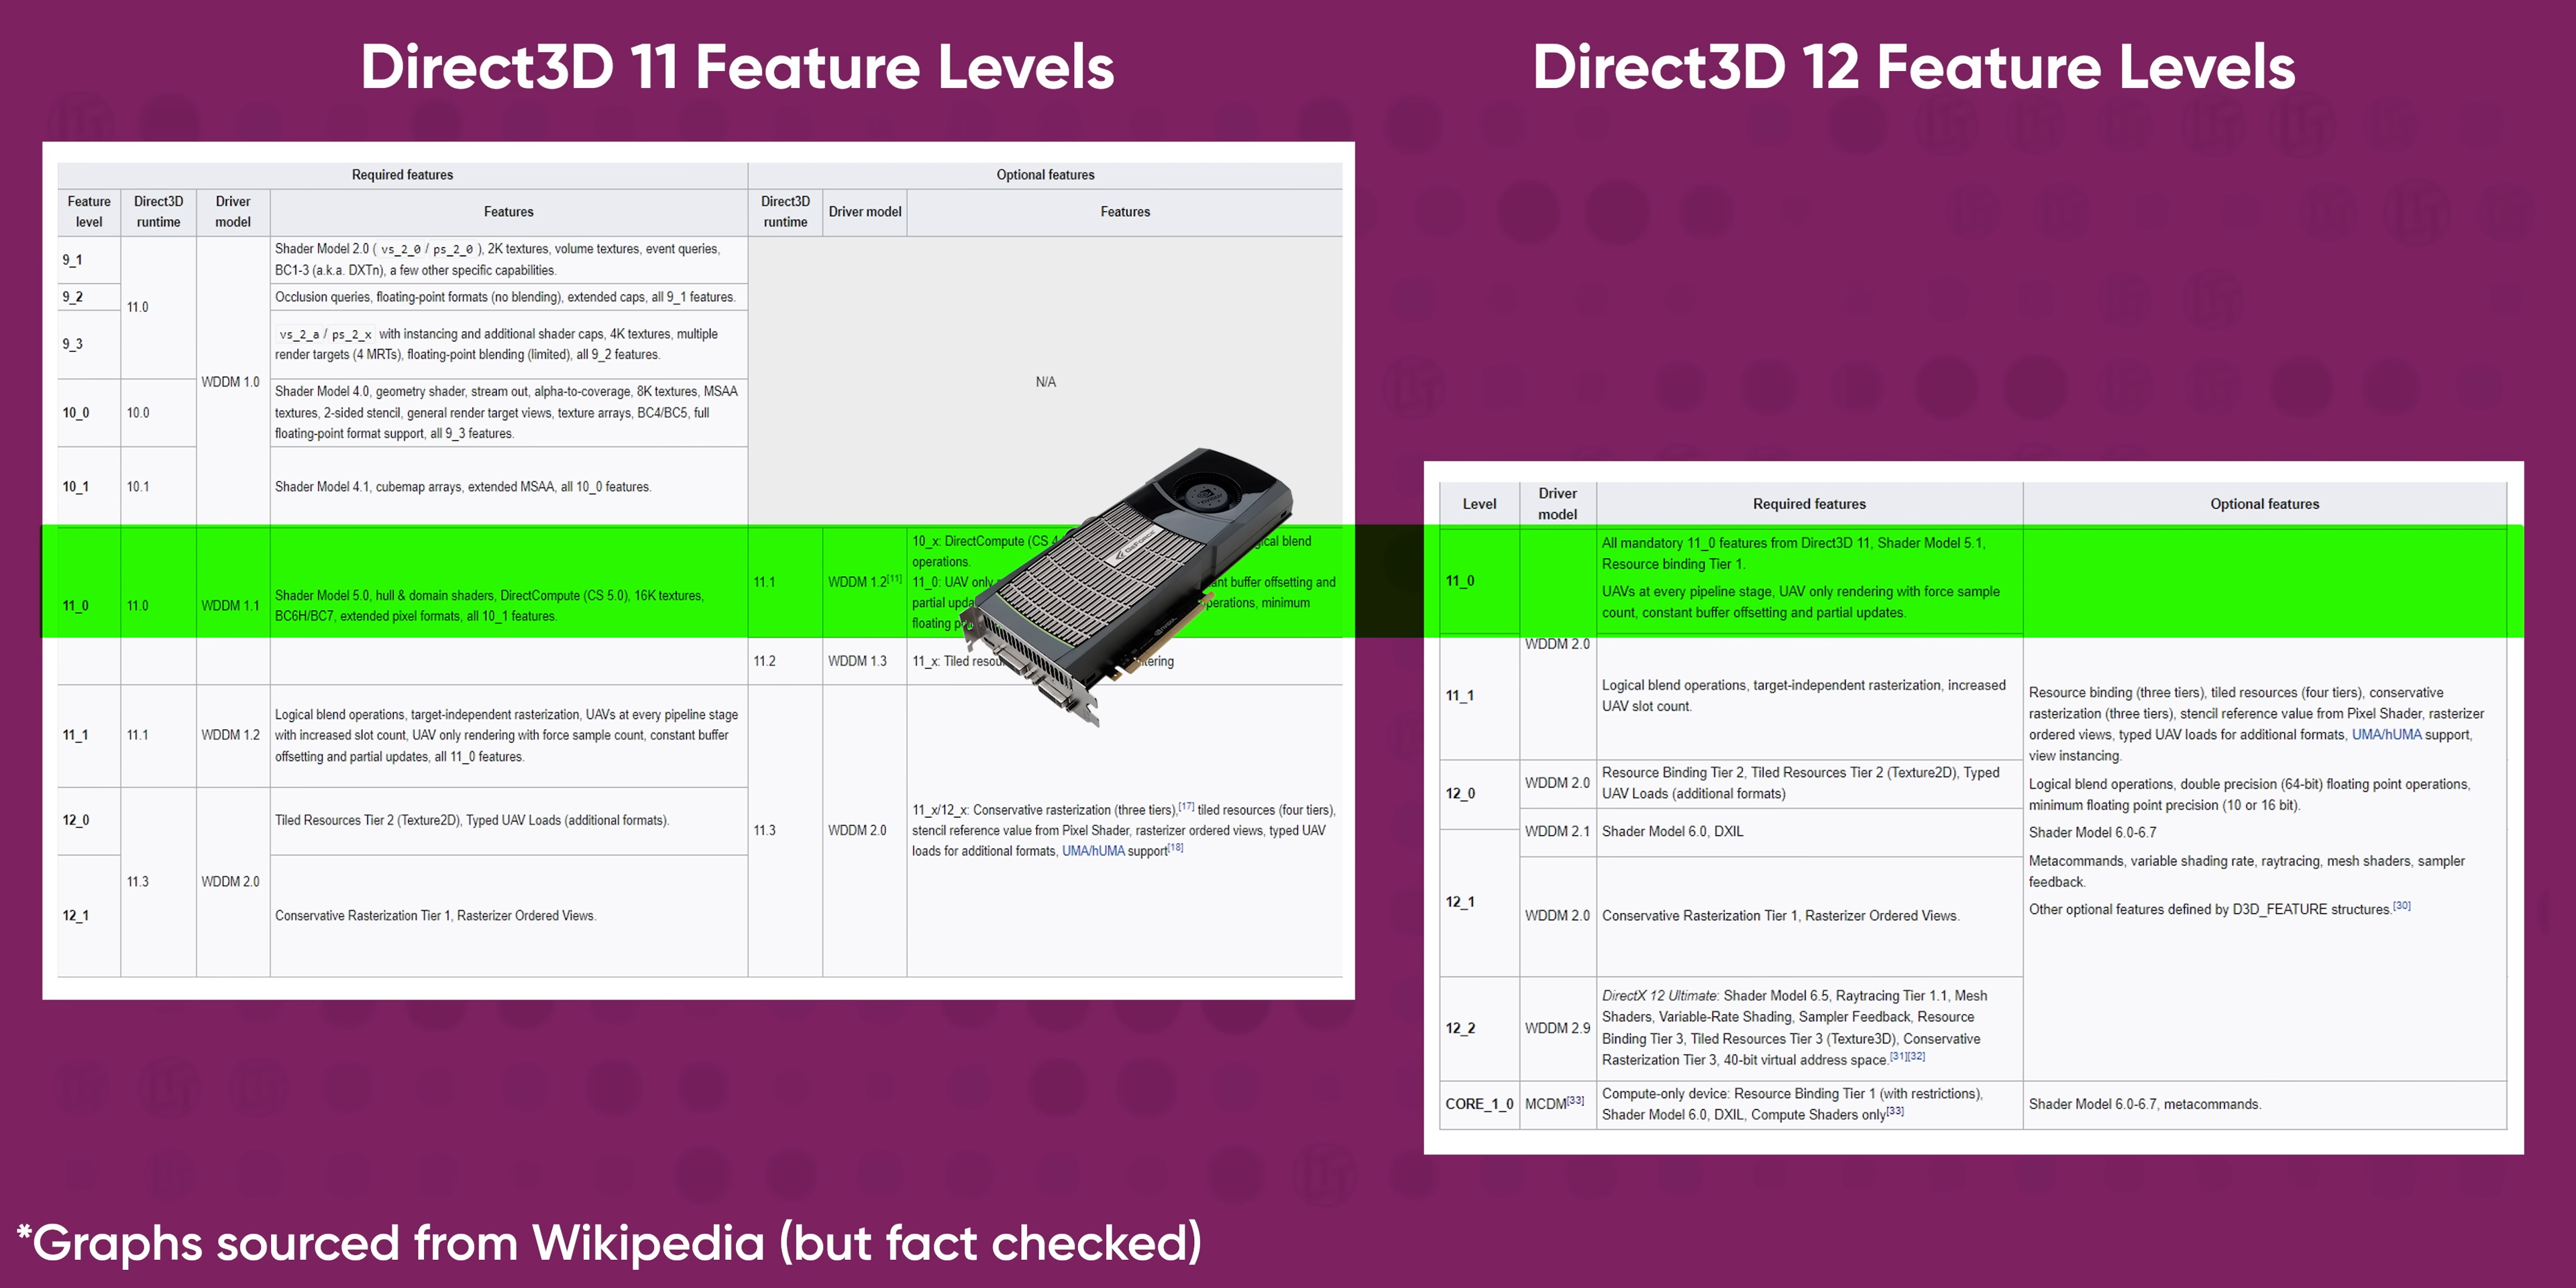 Direct3D 11 Feature Levels
Direct3D 12 Feature Levels
Required features
Optional features
Feature level
Direct3D runtime
Driver model
Features
Direct3D runtime
Driver model
Features
9_1
11.0
WDDM 1.0
Shader Model 2.0 ( vs_2_0 / ps_2_0 ), 2K textures, volume textures, event queries,
BC1-3 (a.k.a. DXTn), a few other specific capabilities.
N/A
9_2
Occlusion queries, floating-point formats (no blending), extended caps, all 9_1 features.
9_3
vs_2_a / ps_2_x with instancing and additional shader caps, 4K textures, multiple
render targets (4 MRTs), floating-point blending (limited), all 9_2 features.
10_0
10.0
Shader Model 4.0, geometry shader, stream out, alpha-to-coverage, 8K textures, MSAA
textures, 2-sided stencil, general render target views, texture arrays, BC4/BC5, full
floating-point format support, all 9_3 features.
10_1
10.1
Shader Model 4.1, cubemap arrays, extended MSAA, all 10_0 features.
11_0
11.0
WDDM 1.1
Shader Model 5.0, hull & domain shaders, DirectCompute (CS 5.0), 16K textures,
BC6H/BC7, extended pixel formats, all 10_1 features.
11.1
WDDM 1.2[11]
10_x: DirectCompute (CS blend
operations.
11_0: UAV only buffer offsetting and
partial minimum
floating
11.2
WDDM 1.3
11_x: Tiled
11_1
11.1
WDDM 1.2
Logical blend operations, target-independent rasterization, UAVs at every pipeline stage
with increased slot count, UAV only rendering with force sample count, constant buffer
offsetting and partial updates, all 11_0 features.
11.3
WDDM 2.0
11_x/12_x: Conservative rasterization (three tiers),[17] tiled resources (four tiers),
stencil reference value from Pixel Shader, rasterizer ordered views, typed UAV
loads for additional formats, UMA/hUMA support[18]
12_0
11.3
WDDM 2.0
Tiled Resources Tier 2 (Texture2D), Typed UAV Loads (additional formats).
12_1
Conservative Rasterization Tier 1, Rasterizer Ordered Views.
GEFORCE
Level
Driver model
Required features
Optional features
11_0
WDDM 2.0
All mandatory 11_0 features from Direct3D 11, Shader Model 5.1,
Resource binding Tier 1.
UAVs at every pipeline stage, UAV only rendering with force sample
count, constant buffer offsetting and partial updates.
11_1
Logical blend operations, target-independent rasterization, increased
UAV slot count.
Resource binding (three tiers), tiled resources (four tiers), conservative
rasterization (three tiers), stencil reference value from Pixel Shader, rasterizer
ordered views, typed UAV loads for additional formats, UMA/hUMA support,
view instancing.
Logical blend operations, double precision (64-bit) floating point operations,
minimum floating point precision (10 or 16 bit).
Shader Model 6.0-6.7
Metacommands, variable shading rate, raytracing, mesh shaders, sampler
feedback.
Other optional features defined by D3D_FEATURE structures.[30]
12_0
WDDM 2.0
Resource Binding Tier 2, Tiled Resources Tier 2 (Texture2D), Typed
UAV Loads (additional formats)
WDDM 2.1
Shader Model 6.0, DXIL
12_1
WDDM 2.0
Conservative Rasterization Tier 1, Rasterizer Ordered Views.
12_2
WDDM 2.9
DirectX 12 Ultimate: Shader Model 6.5, Raytracing Tier 1.1, Mesh
Shaders, Variable-Rate Shading, Sampler Feedback, Resource
Binding Tier 3, Tiled Resources Tier 3 (Texture3D), Conservative
Rasterization Tier 3, 40-bit virtual address space.[31][32]
CORE_1_0
MCDM[33]
Compute-only device: Resource Binding Tier 1 (with restrictions),
Shader Model 6.0, DXIL, Compute Shaders only[33]
Shader Model 6.0-6.7, metacommands.
*Graphs sourced from Wikipedia (but fact checked)